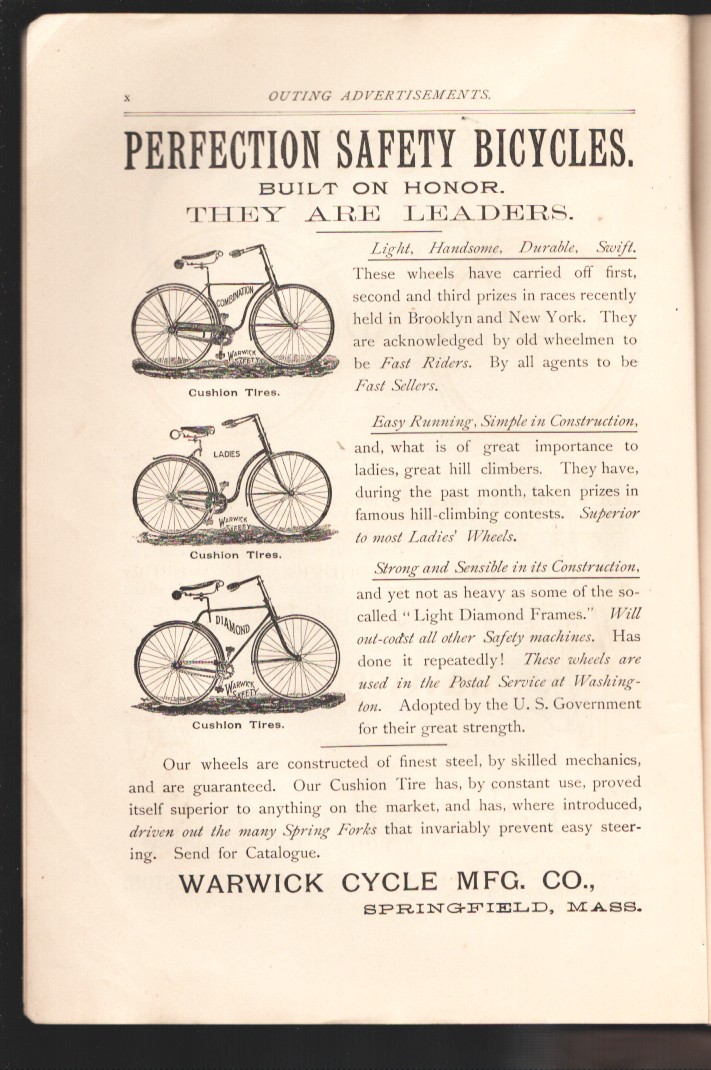 x
OUTING ADVERTISEMENTS.
PERFECTION SAFETY BICYCLES.
BUILT ON HONOR.
THEY ARE LEADERS.
COMBINATION
WARWICK
SAFETY
Cushion Tires.
Light, Handsome, Durable, Swift.
These wheels have carried off first,
second and third prizes in races recently
held in Brooklyn and New York. They
are acknowledged by old wheelmen to
be Fast Riders. By all agents to be
Fast Sellers.
LADIES
WARWICK
SAFETY
Cushion Tires.
Easy Running, Simple in Construction,
and, what is of great importance to
ladies, great hill climbers. They have,
during the past month, taken prizes in
famous hill-climbing contests. Superior
to most Ladies' Wheels.
DIAMOND
WARWICK
SAFETY
Cushion Tires.
Strong and Sensible in its Construction,
and yet not as heavy as some of the so-
called "Light Diamond Frames." Will
out-coast all other Safety machines. Has
done it repeatedly! These wheels are
used in the Postal Service at Washing-
ton. Adopted by the U. S. Government
for their great strength.
Our wheels are constructed of finest steel, by skilled mechanics,
and are guaranteed. Our Cushion Tire has, by constant use, proved
itself superior to anything on the market, and has, where introduced,
driven out the many Spring Forks that invariably prevent easy steer-
ing. Send for Catalogue.
WARWICK CYCLE MFG. CO.,
SPRINGFIELD, MASS.